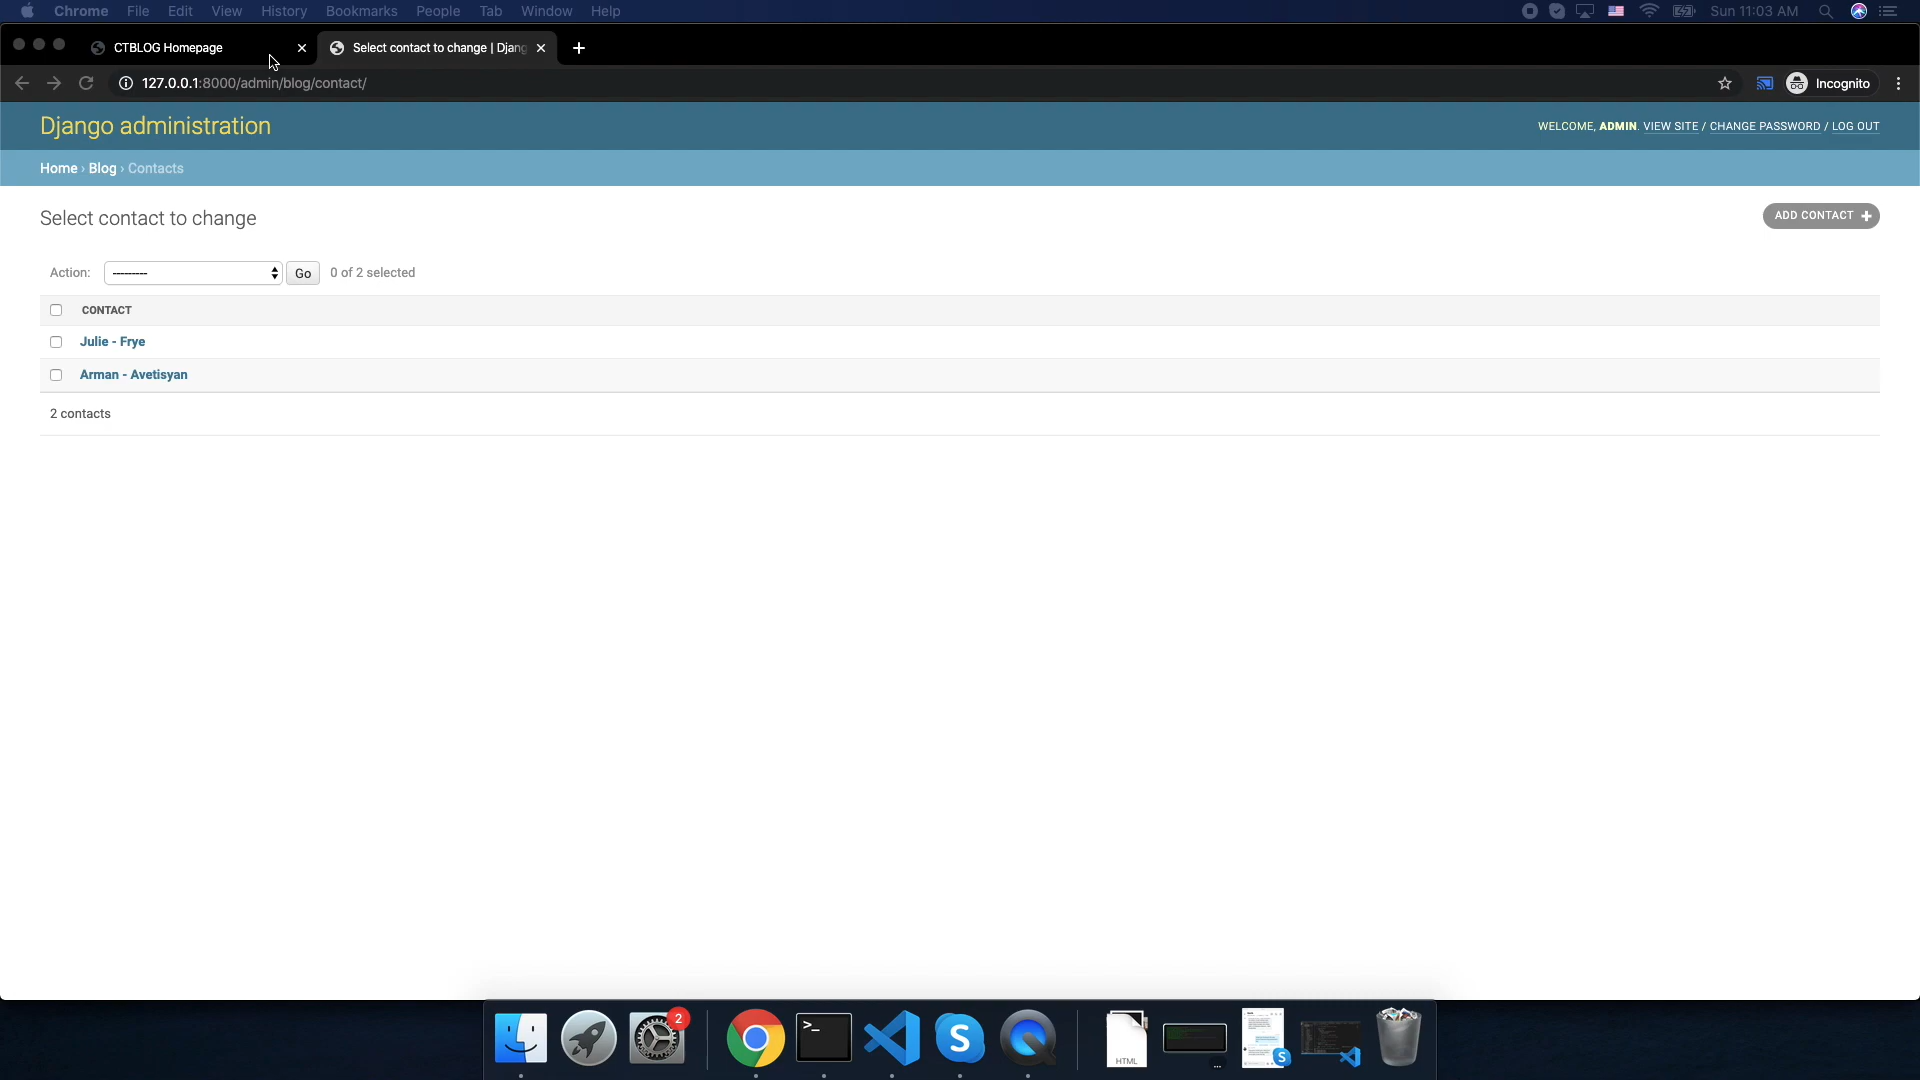 Chrome File Edit View History Bookmarks People Tab Window Help Sun 11:03 AM
CTBLOG Homepage Select contact to change | Djang
127.0.0.1:8000/admin/blog/contact/ Incognito
Django administration WELCOME, ADMIN. VIEW SITE / CHANGE PASSWORD / LOG OUT
Home › Blog › Contacts
Select contact to change ADD CONTACT +
Action: --------- Go 0 of 2 selected
CONTACT
Julie - Frye
Arman - Avetisyan
2 contacts
2
>_
S
HTML
...
S